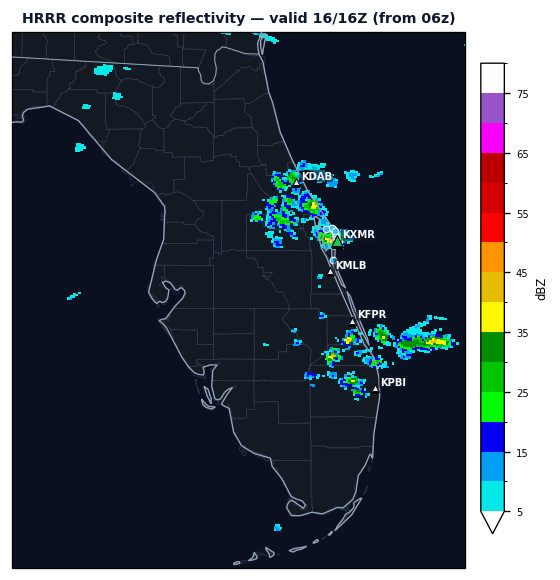 HRRR composite reflectivity — valid 16/16Z (from 06z)
KDAB
KXMR
KMLB
KFPR
KPBI
75
65
55
45
35
25
15
5
dBZ